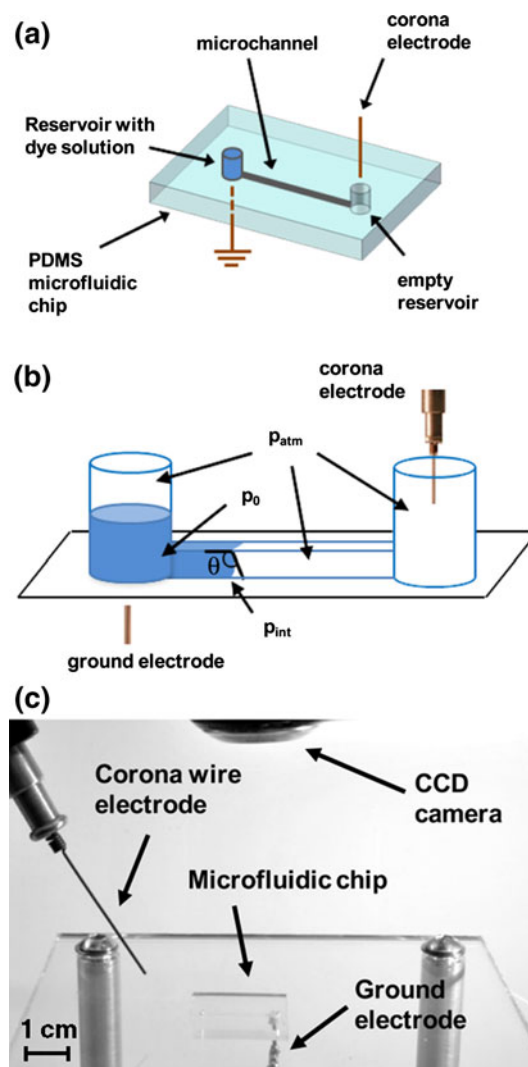 (a)
corona
electrode
microchannel
Reservoir with
dye solution
PDMS
microfluidic
chip
empty
reservoir
(b)
corona
electrode
patm
p0
θ
pint
ground electrode
(c)
Corona wire
electrode
CCD
camera
Microfluidic chip
Ground
electrode
1 cm